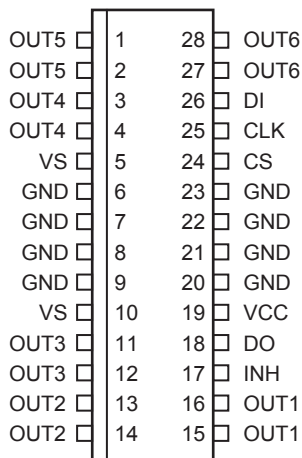 OUT5 1 28 OUT6
OUT5 2 27 OUT6
OUT4 3 26 DI
OUT4 4 25 CLK
VS 5 24 CS
GND 6 23 GND
GND 7 22 GND
GND 8 21 GND
GND 9 20 GND
VS 10 19 VCC
OUT3 11 18 DO
OUT3 12 17 INH
OUT2 13 16 OUT1
OUT2 14 15 OUT1